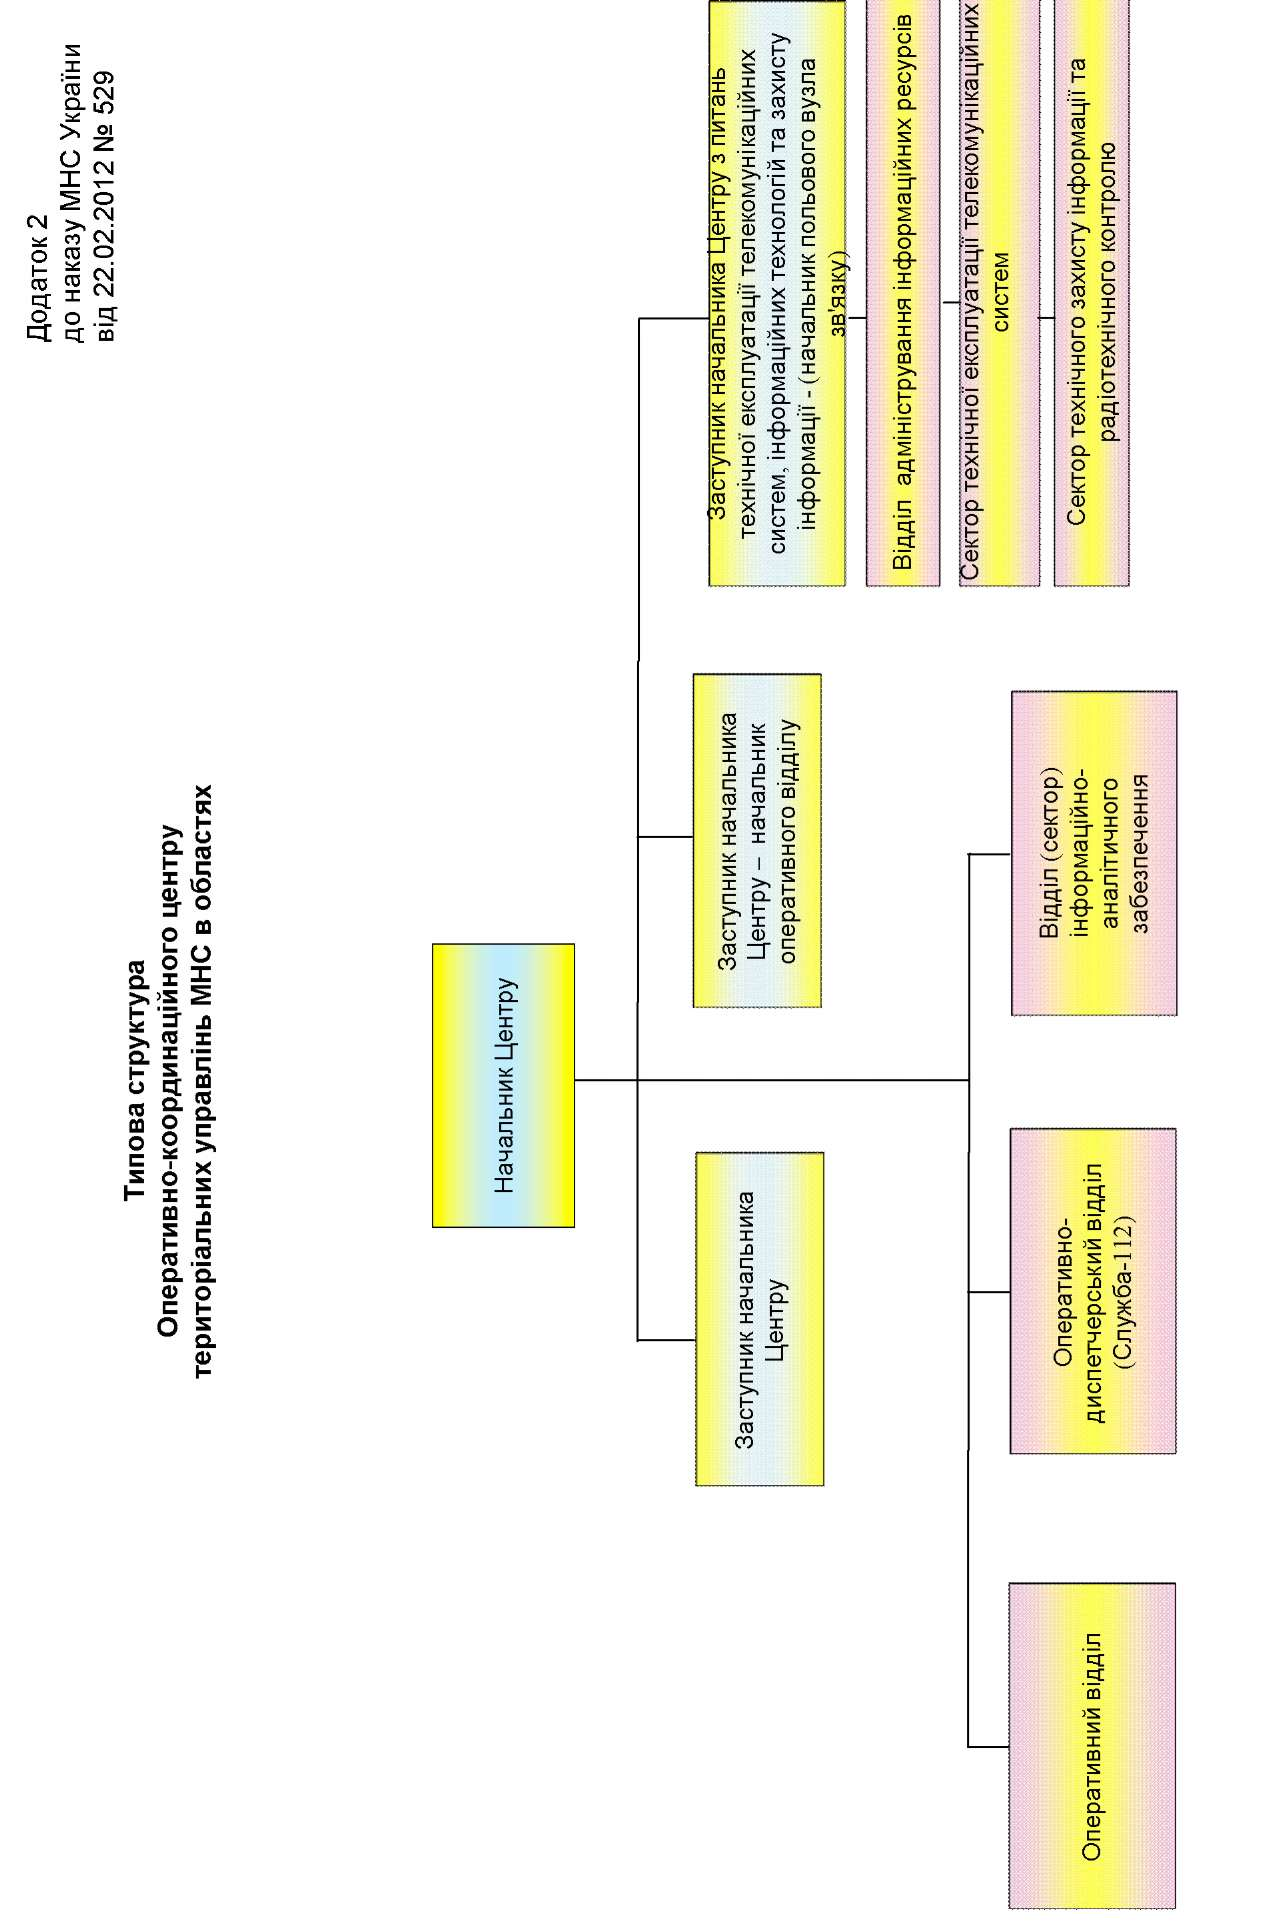 Додаток 2
до наказу МНС України
від 22.02.2012 № 529
Типова структура
Оперативно-координаційного центру
територіальних управлінь МНС в областях
Начальник Центру
Заступник начальника
Центру
Заступник начальника
Центру – начальник
оперативного відділу
Заступник начальника Центру з питань
технічної експлуатації телекомунікаційних
систем, інформаційних технологій та захисту
інформації - (начальник польового вузла
зв'язку)
Відділ адміністрування інформаційних ресурсів
Сектор технічної експлуатації телекомунікаційних
систем
Сектор технічного захисту інформації та
радіотехнічного контролю
Оперативний відділ
Оперативно-
диспетчерський відділ
(Служба-112)
Відділ (сектор)
інформаційно-
аналітичного
забезпечення